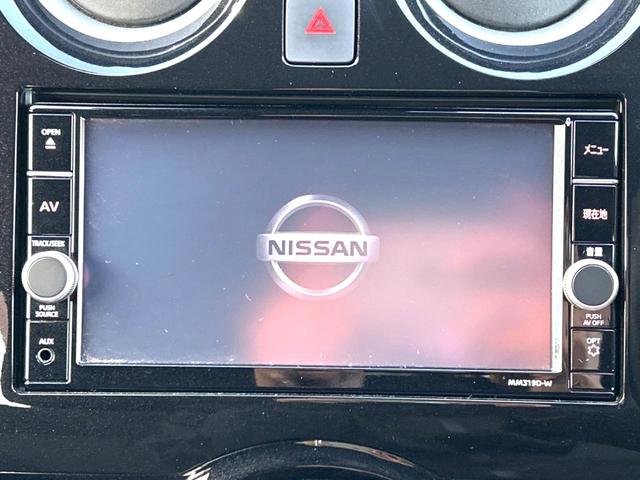 OPEN
AV
TRACK/SEEK
PUSH
SOURCE
AUX
NISSAN
メニュー
現在地
音量
PUSH
AV OFF
OPT
MM319D-W